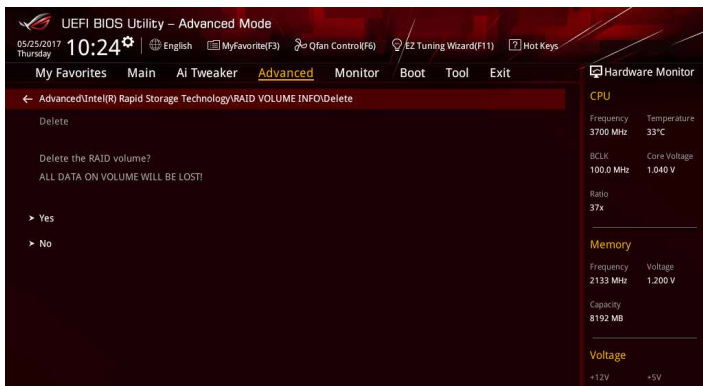 UEFI BIOS Utility – Advanced Mode
05/25/2017 Thursday 10:24 English MyFavorite(F3) Qfan Control(F6) EZ Tuning Wizard(F11) ? Hot Keys
My Favorites Main Ai Tweaker Advanced Monitor Boot Tool Exit
Hardware Monitor
← Advanced\Intel(R) Rapid Storage Technology\RAID VOLUME INFO\Delete
Delete
Delete the RAID volume?
ALL DATA ON VOLUME WILL BE LOST!
> Yes
> No
CPU
Frequency Temperature
3700 MHz 33°C
BCLK Core Voltage
100.0 MHz 1.040 V
Ratio
37x
Memory
Frequency Voltage
2133 MHz 1.200 V
Capacity
8192 MB
Voltage
+12V +5V